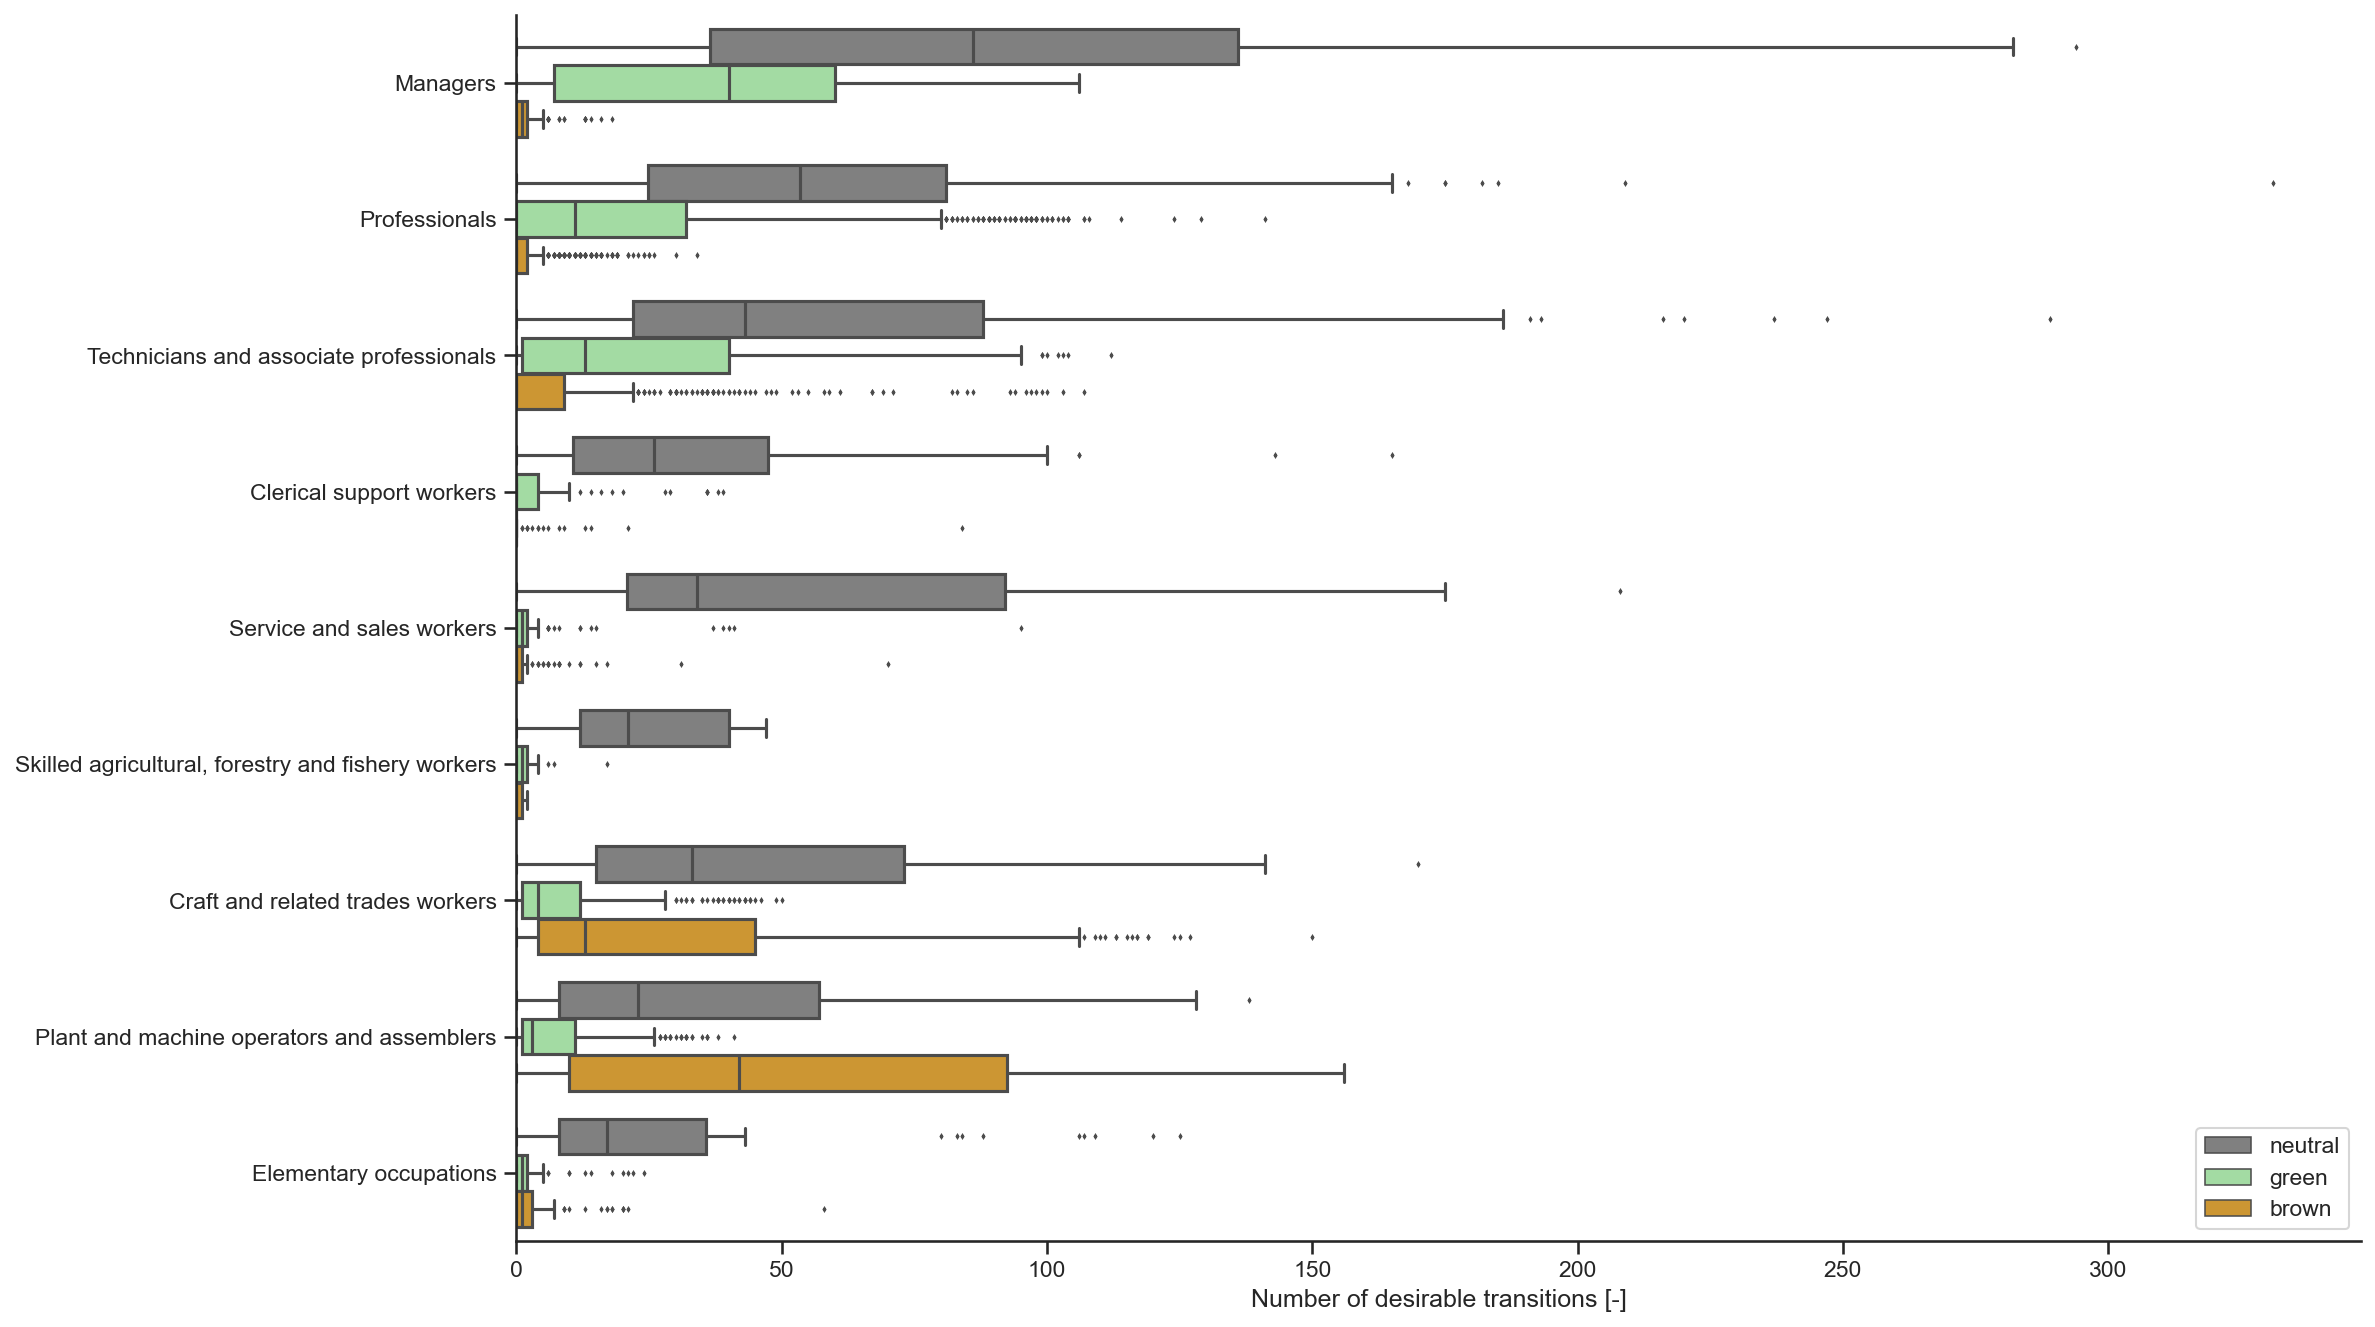 Managers
Professionals
Technicians and associate professionals
Clerical support workers
Service and sales workers
Skilled agricultural, forestry and fishery workers
Craft and related trades workers
Plant and machine operators and assemblers
Elementary occupations
neutral
green
brown
0 50 100 150 200 250 300
Number of desirable transitions [-]